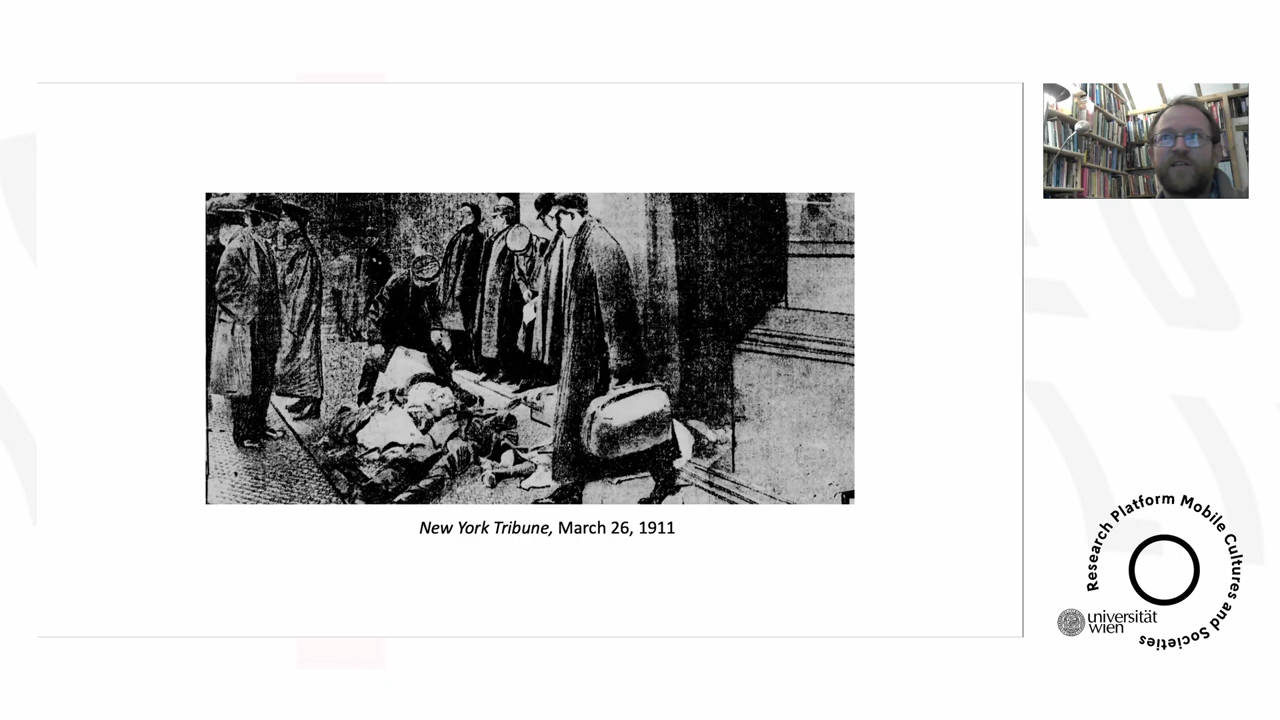 New York Tribune, March 26, 1911
Research Platform Mobile Cultures and Societies
universität
wien